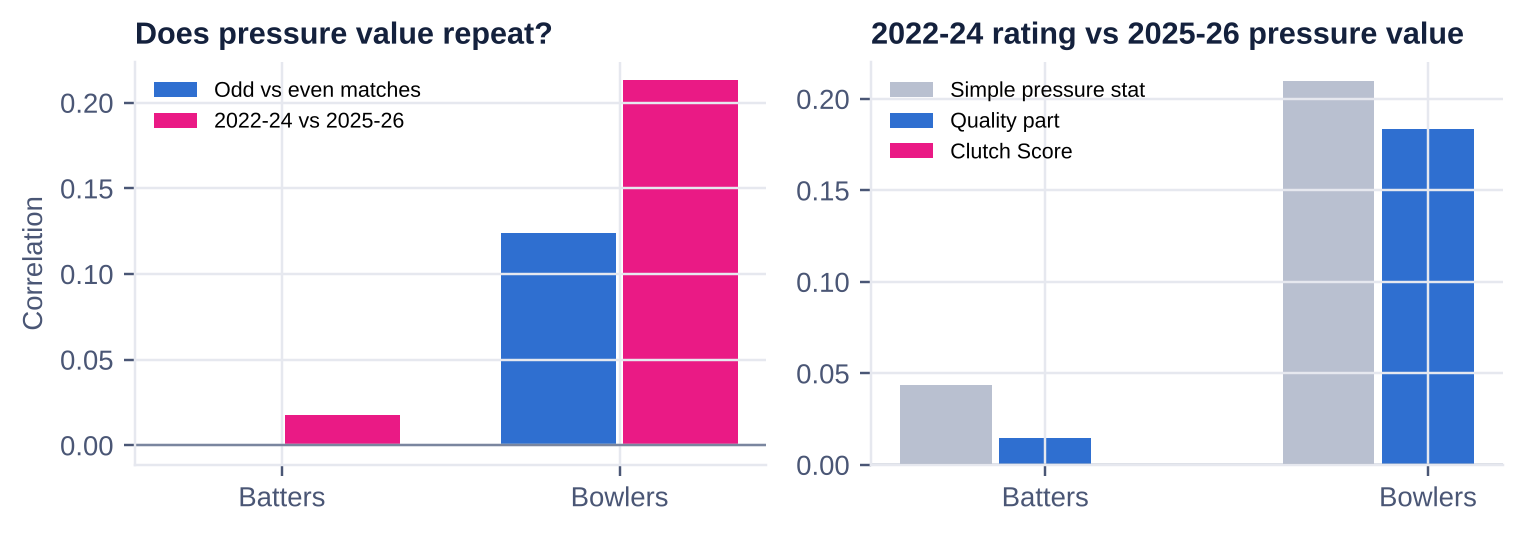 Does pressure value repeat?
Odd vs even matches
2022-24 vs 2025-26
Correlation
0.20
0.15
0.10
0.05
0.00
Batters
Bowlers
2022-24 rating vs 2025-26 pressure value
Simple pressure stat
Quality part
Clutch Score
0.20
0.15
0.10
0.05
0.00
Batters
Bowlers